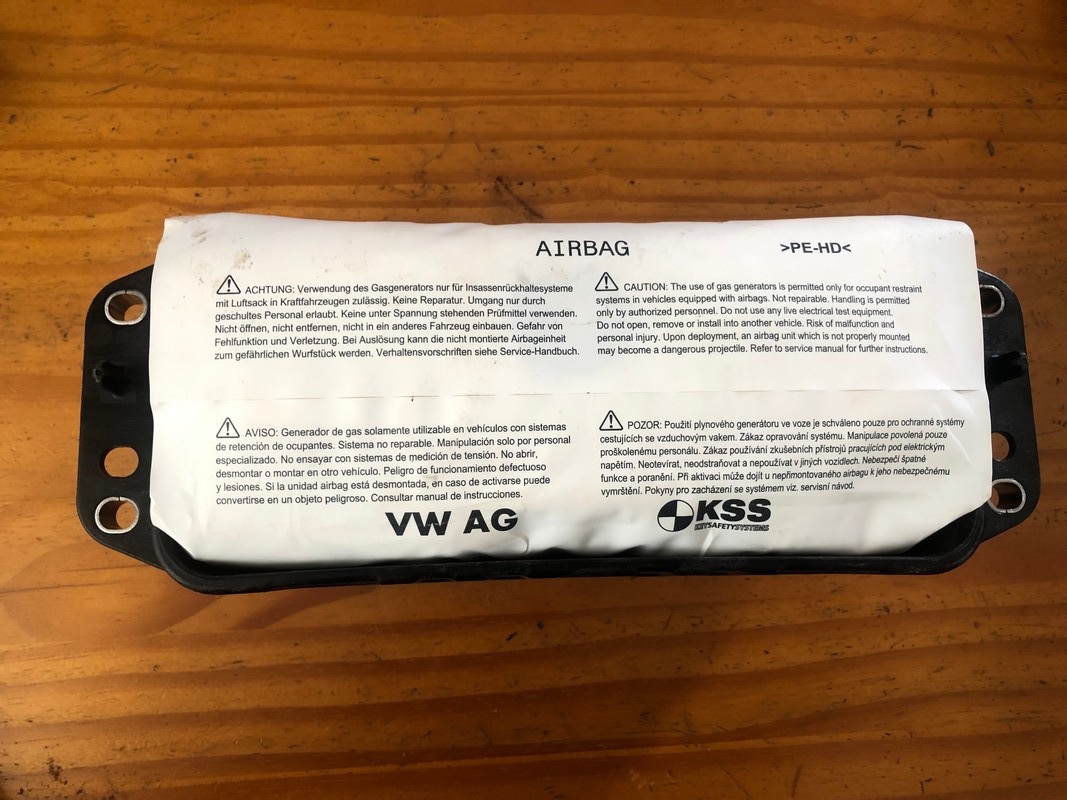 AIRBAG
>PE-HD<
ACHTUNG: Verwendung des Gasgenerators nur für Insassenrückhaltesysteme
mit Luftsack in Kraftfahrzeugen zulässig. Keine Reparatur. Umgang nur durch
geschultes Personal erlaubt. Keine unter Spannung stehenden Prüfmittel verwenden.
Nicht öffnen, nicht entfernen, nicht in ein anderes Fahrzeug einbauen. Gefahr von
Fehlfunktion und Verletzung. Bei Auslösung kann die nicht montierte Airbageinheit
zum gefährlichen Wurfstück werden. Verhaltensvorschriften siehe Service-Handbuch.
CAUTION: The use of gas generators is permitted only for occupant restraint
systems in vehicles equipped with airbags. Not repairable. Handling is permitted
only by authorized personnel. Do not use any live electrical test equipment.
Do not open, remove or install into another vehicle. Risk of malfunction and
personal injury. Upon deployment, an airbag unit which is not properly mounted
may become a dangerous projectile. Refer to service manual for further instructions.
AVISO: Generador de gas solamente utilizable en vehículos con sistemas
de retención de ocupantes. Sistema no reparable. Manipulación solo por personal
especializado. No ensayar con sistemas de medición de tensión. No abrir,
desmontar o montar en otro vehículo. Peligro de funcionamiento defectuoso
y lesiones. Si la unidad airbag está desmontada, en caso de activarse puede
convertirse en un objeto peligroso. Consultar manual de instrucciones.
POZOR: Použití plynového generátoru ve voze je schváleno pouze pro ochranné systémy
cestujících se vzduchovým vakem. Zákaz opravování systému. Manipulace povolená pouze
proškolenému personálu. Zákaz používání zkušebních přístrojů pracujících pod elektrickým
napětím. Neotevírat, neodstraňovat a nepoužívat v jiných vozidlech. Nebezpečí špatné
funkce a poranění. Při aktivaci může dojít u nepřimontovaného airbagu k jeho nebezpečnému
vymrštění. Pokyny pro zacházení se systémem viz. servisní návod.
VW AG
KSS
KEYSAFETYSYSTEMS